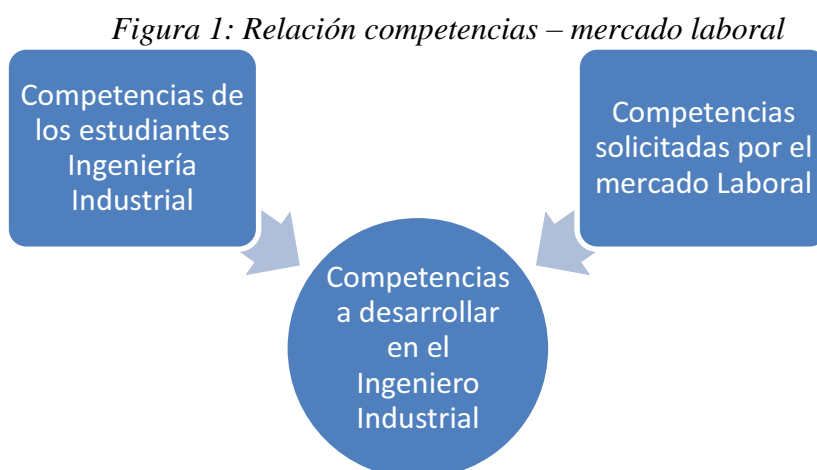 Figura 1: Relación competencias – mercado laboral
Competencias de
los estudiantes
Ingeniería
Industrial
Competencias
solicitadas por el
mercado Laboral
Competencias
a desarrollar
en el
Ingeniero
Industrial